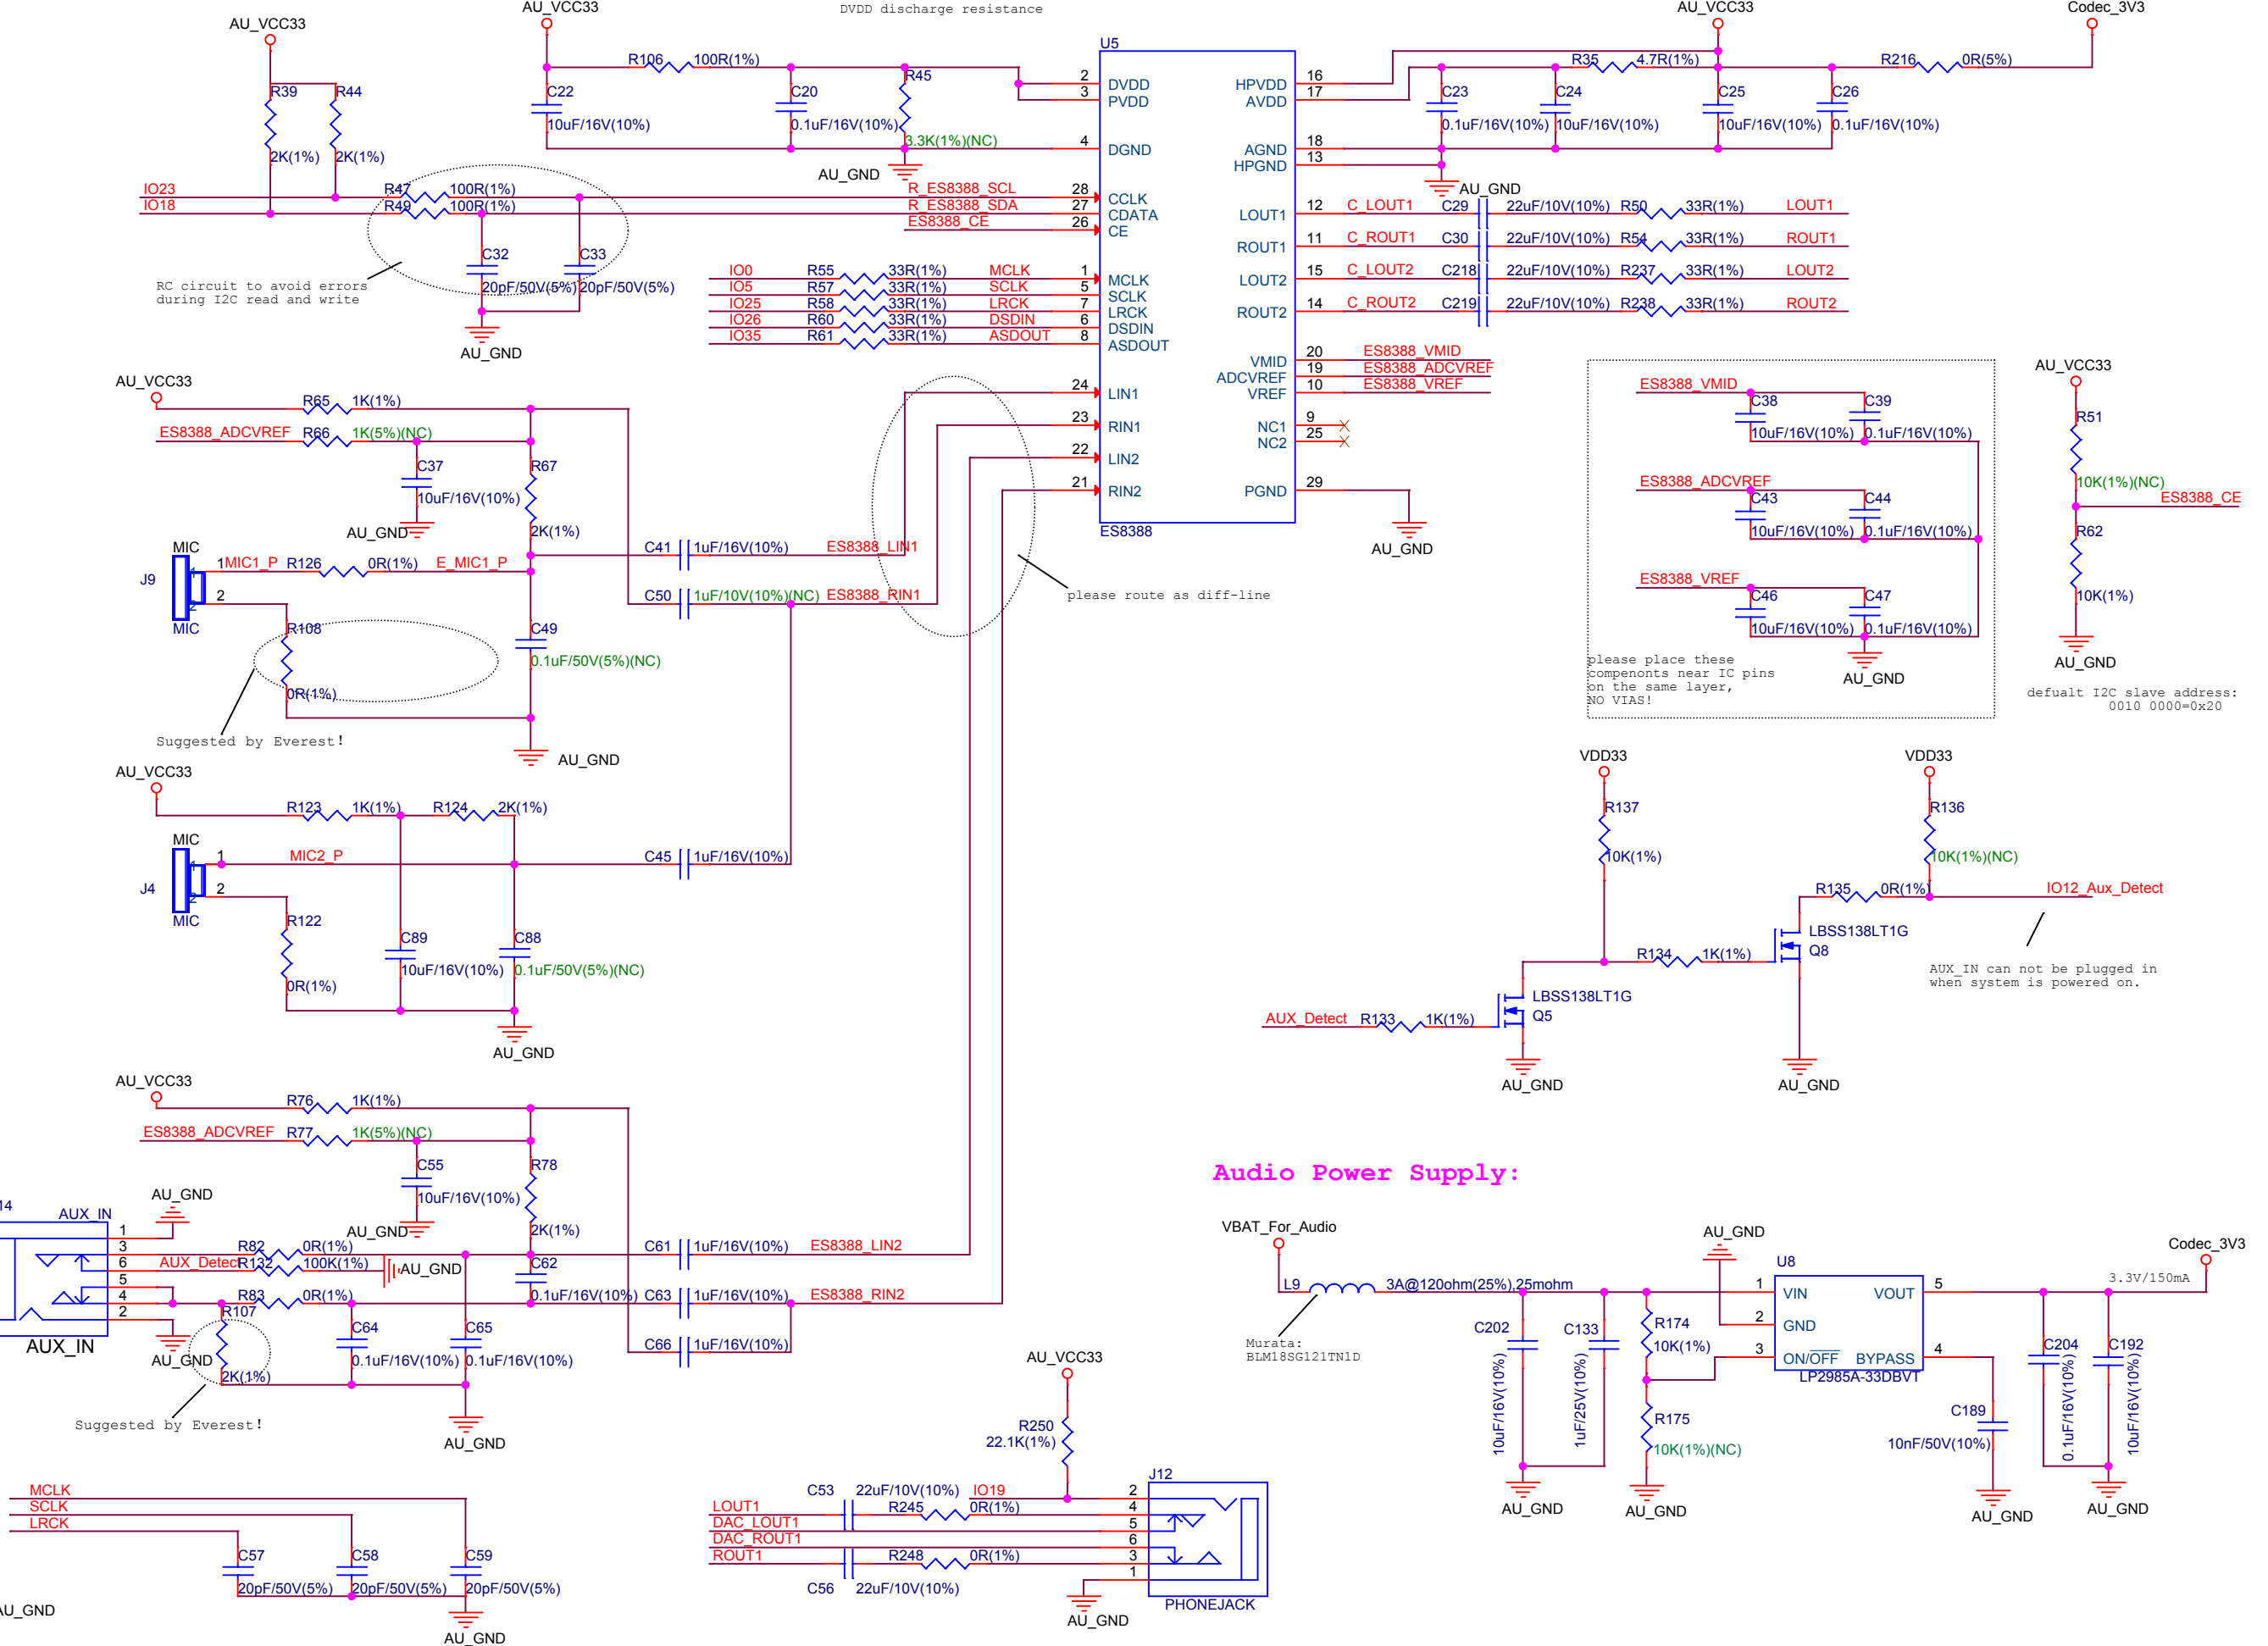 DVDD discharge resistance
AU_VCC33
R39
2K(1%)
R44
2K(1%)
IO23
IO18
R47
100R(1%)
R49
100R(1%)
C32
20pF/50V(5%)
C33
20pF/50V(5%)
AU_GND
RC circuit to avoid errors
during I2C read and write
AU_VCC33
R106
100R(1%)
C22
10uF/16V(10%)
C20
0.1uF/16V(10%)
R45
3.3K(1%)(NC)
AU_GND
R_ES8388_SCL
R_ES8388_SDA
ES8388_CE
IO0
R55
33R(1%)
MCLK
IO5
R57
33R(1%)
SCLK
IO25
R58
33R(1%)
LRCK
IO26
R60
33R(1%)
DSDIN
IO35
R61
33R(1%)
ASDOUT
U5
2
DVDD
3
PVDD
4
DGND
28
CCLK
27
CDATA
26
CE
1
MCLK
5
SCLK
7
LRCK
6
DSDIN
8
ASDOUT
24
LIN1
23
RIN1
22
LIN2
21
RIN2
HPVDD
16
AVDD
17
AGND
18
HPGND
13
LOUT1
12
ROUT1
11
LOUT2
15
ROUT2
14
VMID
20
ADCVREF
19
VREF
10
NC1
9
NC2
25
PGND
29
ES8388
AU_GND
AU_VCC33
Codec_3V3
R35
4.7R(1%)
R216
0R(5%)
C23
0.1uF/16V(10%)
C24
10uF/16V(10%)
C25
10uF/16V(10%)
C26
0.1uF/16V(10%)
AU_GND
C_LOUT1
C29
22uF/10V(10%)
R50
33R(1%)
LOUT1
C_ROUT1
C30
22uF/10V(10%)
R54
33R(1%)
ROUT1
C_LOUT2
C218
22uF/10V(10%)
R237
33R(1%)
LOUT2
C_ROUT2
C219
22uF/10V(10%)
R238
33R(1%)
ROUT2
ES8388_VMID
ES8388_ADCVREF
ES8388_VREF
ES8388_VMID
C38
10uF/16V(10%)
C39
0.1uF/16V(10%)
ES8388_ADCVREF
C43
10uF/16V(10%)
C44
0.1uF/16V(10%)
ES8388_VREF
C46
10uF/16V(10%)
C47
0.1uF/16V(10%)
AU_GND
please place these
compenonts near IC pins
on the same layer,
NO VIAS!
AU_VCC33
R51
10K(1%)(NC)
ES8388_CE
R62
10K(1%)
AU_GND
defualt I2C slave address:
0010 0000=0x20
AU_VCC33
R65
1K(1%)
ES8388_ADCVREF
R66
1K(5%)(NC)
C37
10uF/16V(10%)
AU_GND
R67
2K(1%)
MIC
J9
MIC
1
1
2
2
MIC1_P
R126
0R(1%)
E_MIC1_P
R108
0R(1%)
C41
1uF/16V(10%)
ES8388_LIN1
C50
1uF/10V(10%)(NC)
ES8388_RIN1
C49
0.1uF/50V(5%)(NC)
AU_GND
please route as diff-line
Suggested by Everest!
AU_VCC33
R123
1K(1%)
R124
2K(1%)
MIC
J4
MIC
1
1
2
2
MIC2_P
C45
1uF/16V(10%)
R122
0R(1%)
C89
10uF/16V(10%)
C88
0.1uF/50V(5%)(NC)
AU_GND
VDD33
R137
10K(1%)
VDD33
R136
10K(1%)(NC)
R135
0R(1%)
IO12_Aux_Detect
R134
1K(1%)
LBSS138LT1G
Q8
AUX_Detect
R133
1K(1%)
LBSS138LT1G
Q5
AU_GND
AU_GND
AUX_IN can not be plugged in
when system is powered on.
AU_VCC33
R76
1K(1%)
ES8388_ADCVREF
R77
1K(5%)(NC)
C55
10uF/16V(10%)
AU_GND
R78
2K(1%)
14
AUX_IN
AUX_IN
1
3
6
5
4
2
AU_GND
R82
0R(1%)
AUX_Detect
R132
100K(1%)
AU_GND
R83
0R(1%)
AU_GND
R107
2K(1%)
C64
0.1uF/16V(10%)
C65
0.1uF/16V(10%)
C62
0.1uF/16V(10%)
C61
1uF/16V(10%)
ES8388_LIN2
C63
1uF/16V(10%)
ES8388_RIN2
C66
1uF/16V(10%)
AU_GND
Suggested by Everest!
Audio Power Supply:
VBAT_For_Audio
L9
3A@120ohm(25%),25mohm
Murata:
BLM18SG121TN1D
C202
10uF/16V(10%)
C133
1uF/25V(10%)
R174
10K(1%)
R175
10K(1%)(NC)
AU_GND
AU_GND
AU_GND
U8
1
VIN
2
GND
3
ON/OFF
VOUT
5
BYPASS
4
LP2985A-33DBVT
C189
10nF/50V(10%)
AU_GND
3.3V/150mA
Codec_3V3
C204
0.1uF/16V(10%)
C192
10uF/16V(10%)
AU_GND
MCLK
SCLK
LRCK
C57
20pF/50V(5%)
C58
20pF/50V(5%)
C59
20pF/50V(5%)
AU_GND
AU_GND
AU_VCC33
R250
22.1K(1%)
C53
22uF/10V(10%)
IO19
LOUT1
R245
0R(1%)
DAC_LOUT1
DAC_ROUT1
ROUT1
R248
0R(1%)
C56
22uF/10V(10%)
J12
2
4
5
6
3
1
PHONEJACK
AU_GND